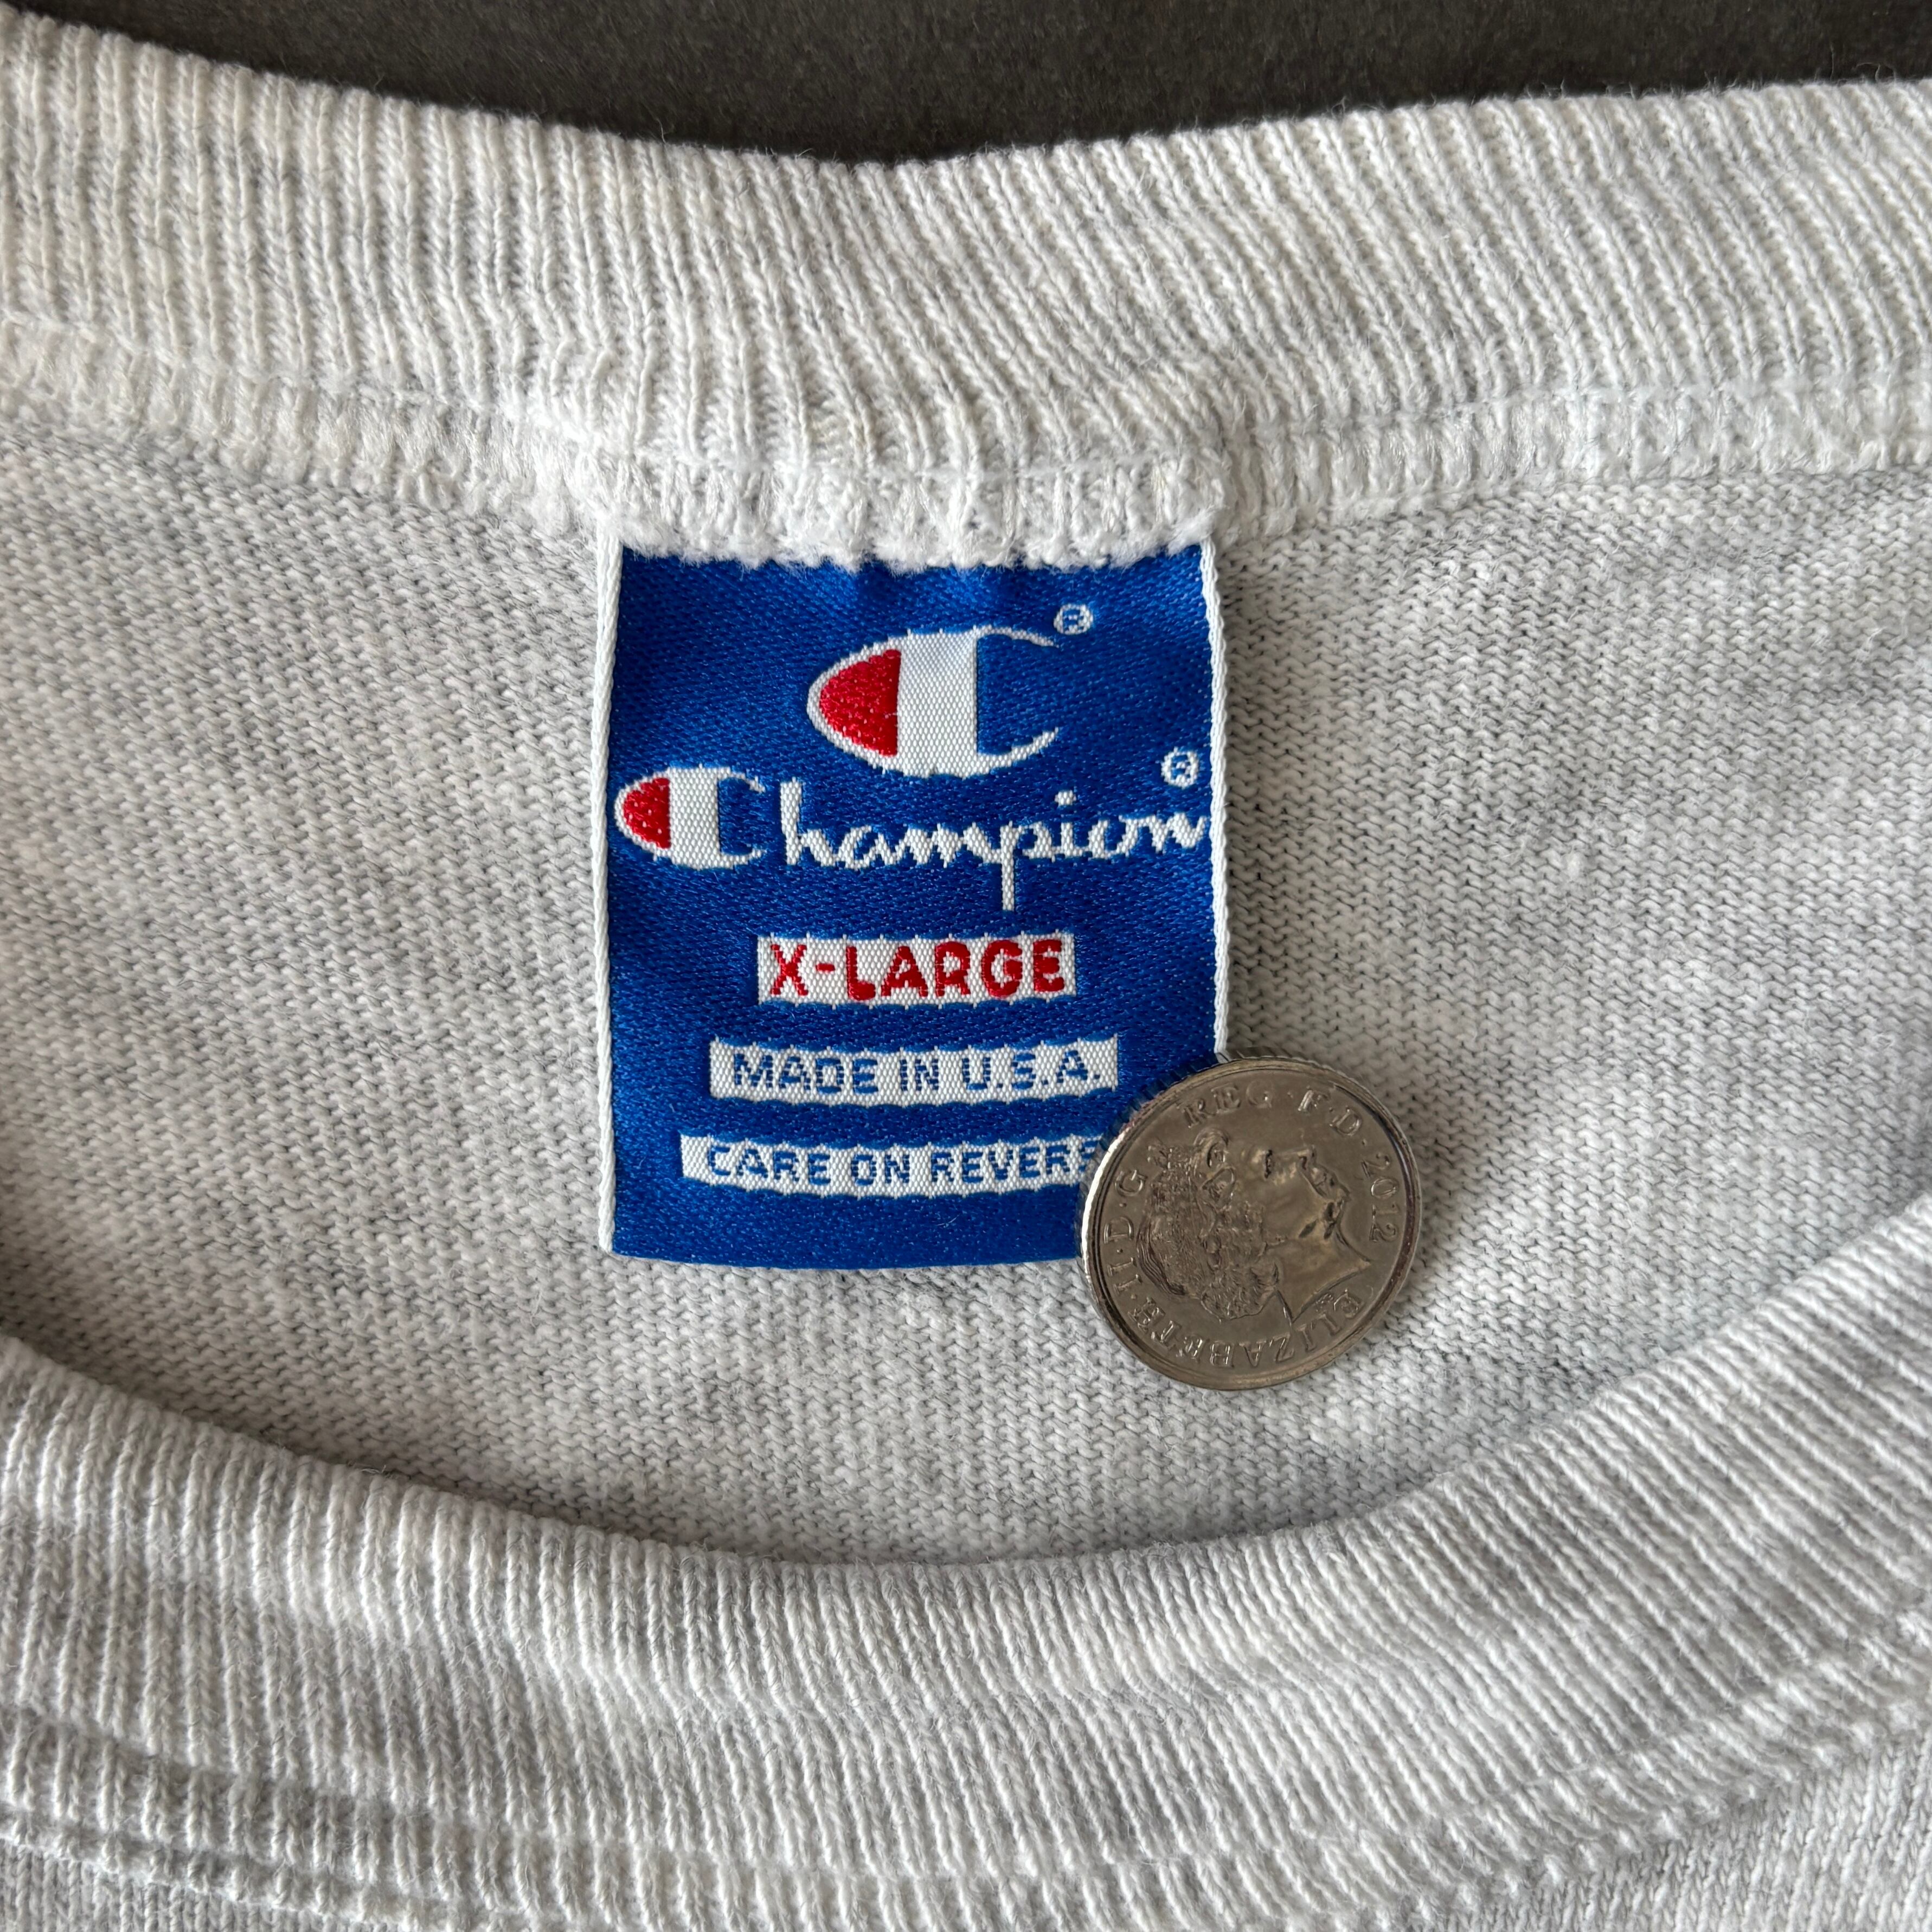 ®
Champion®
X-LARGE
MADE IN U.S.A.
CARE ON REVERS
ELIZABETH·II·D·G REG·F·D·2012